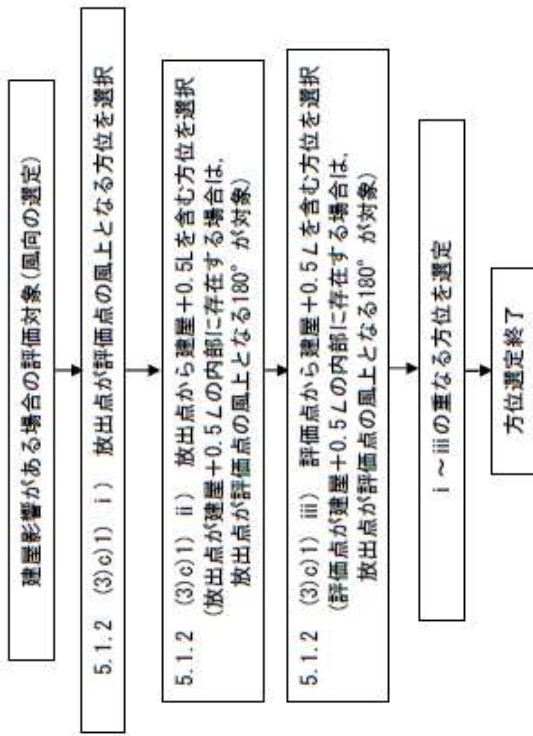 建屋影響がある場合の評価対象(風向の選定)
5.1.2 (3)c)1) ⅰ) 放出点が評価点の風上となる方位を選択
5.1.2 (3)c)1) ⅱ) 放出点から建屋+0.5Lを含む方位を選択
(放出点が建屋+0.5Lの内部に存在する場合は,
放出点が評価点の風上となる180°が対象)
5.1.2 (3)c)1) ⅲ) 評価点から建屋+0.5Lを含む方位を選択
(評価点が建屋+0.5Lの内部に存在する場合は,
放出点が評価点の風上となる180°が対象)
ⅰ~ⅲの重なる方位を選定
方位選定終了